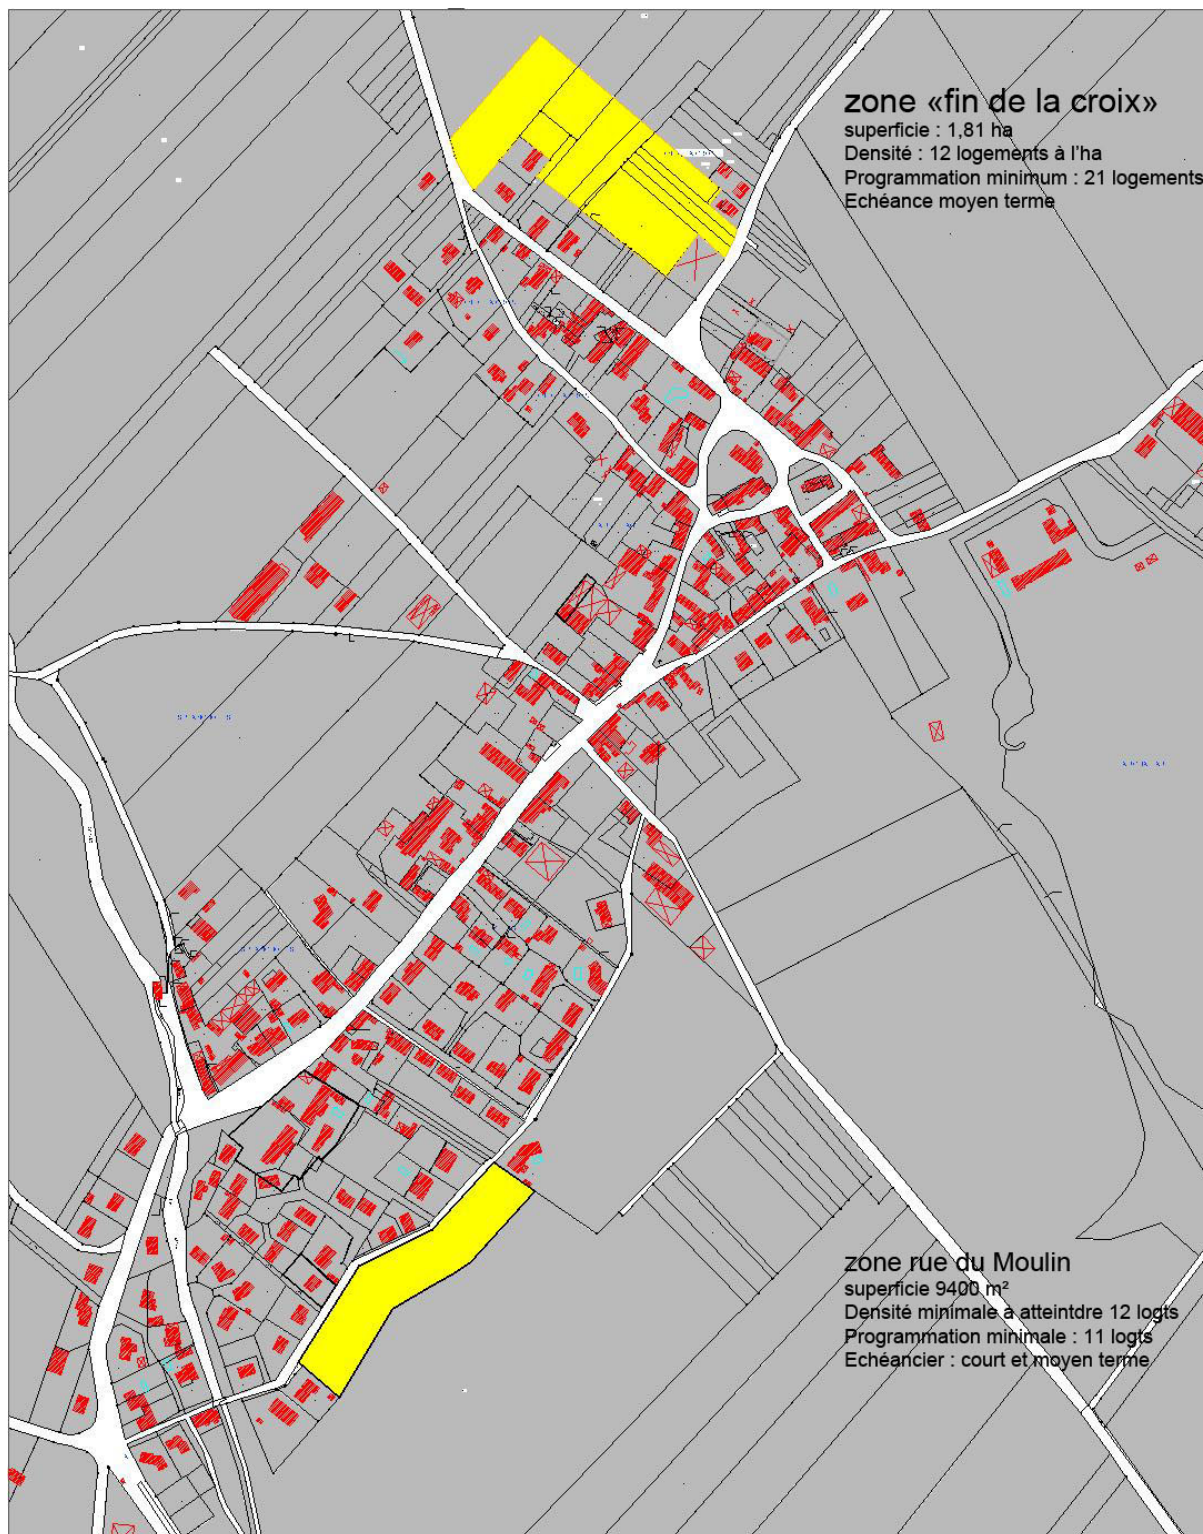 zone «fin de la croix»
superficie : 1,81 ha
Densité : 12 logements à l'ha
Programmation minimum : 21 logements
Echéance moyen terme
zone rue du Moulin
superficie 9400 m²
Densité minimale à atteintdre 12 logts
Programmation minimale : 11 logts
Echéancier : court et moyen terme